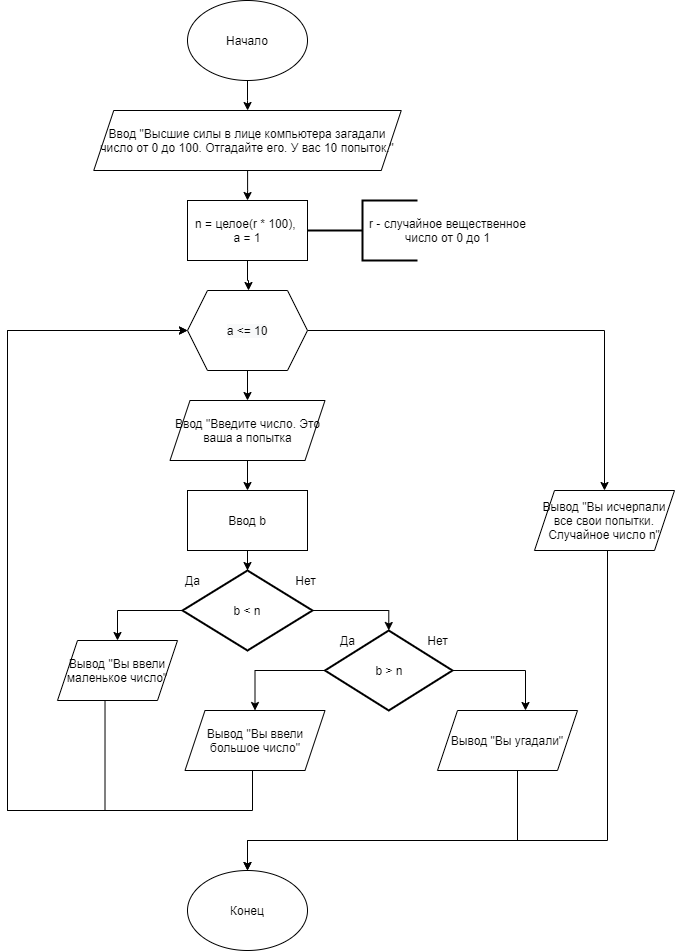 Начало
Ввод "Высшие силы в лице компьютера загадали
число от 0 до 100. Отгадайте его. У вас 10 попыток."
n = целое(r * 100),
a = 1
r - случайное вещественное
число от 0 до 1
a <= 10
Ввод "Введите число. Это
ваша a попытка
Ввод b
Вывод "Вы исчерпали
все свои попытки.
Случайное число n"
Да
Нет
b < n
Вывод "Вы ввели
маленькое число"
Да
Нет
b > n
Вывод "Вы ввели
большое число"
Вывод "Вы угадали"
Конец